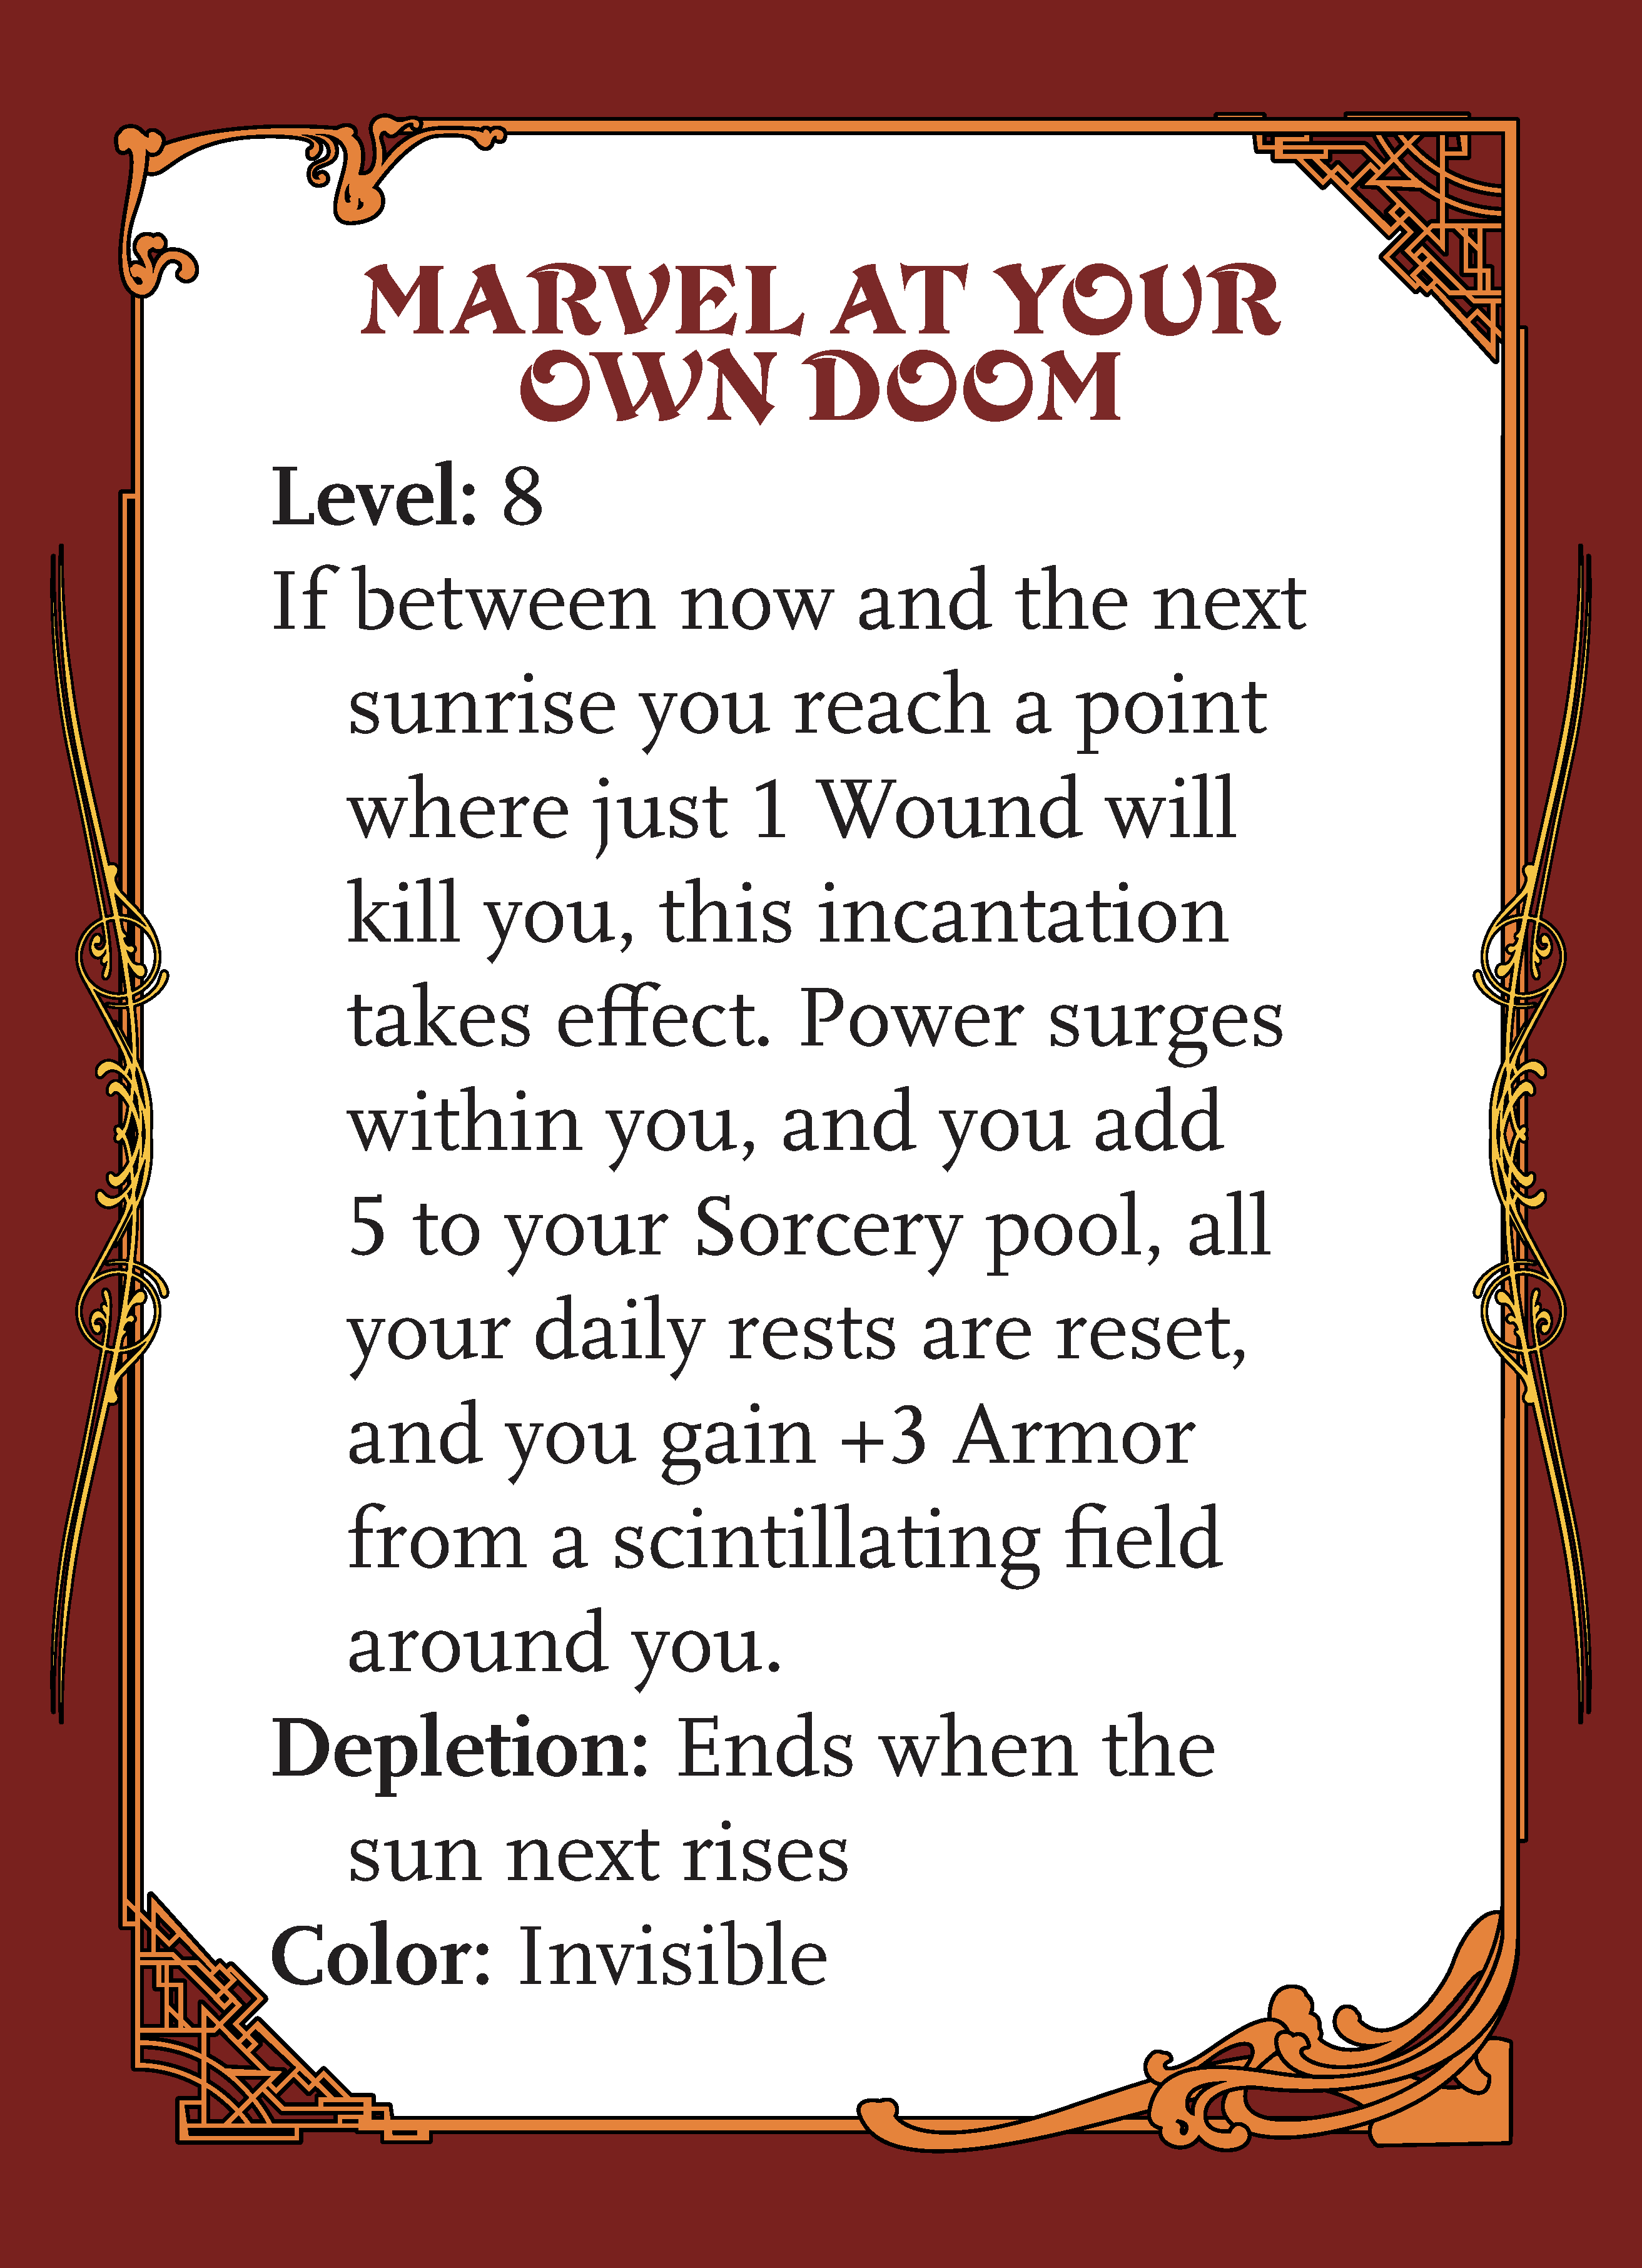 MARVEL AT YOUR
OWN DOOM
Level: 8
If between now and the next
sunrise you reach a point
where just 1 Wound will
kill you, this incantation
takes effect. Power surges
within you, and you add
5 to your Sorcery pool, all
your daily rests are reset,
and you gain +3 Armor
from a scintillating field
around you.
Depletion: Ends when the
sun next rises
Color: Invisible